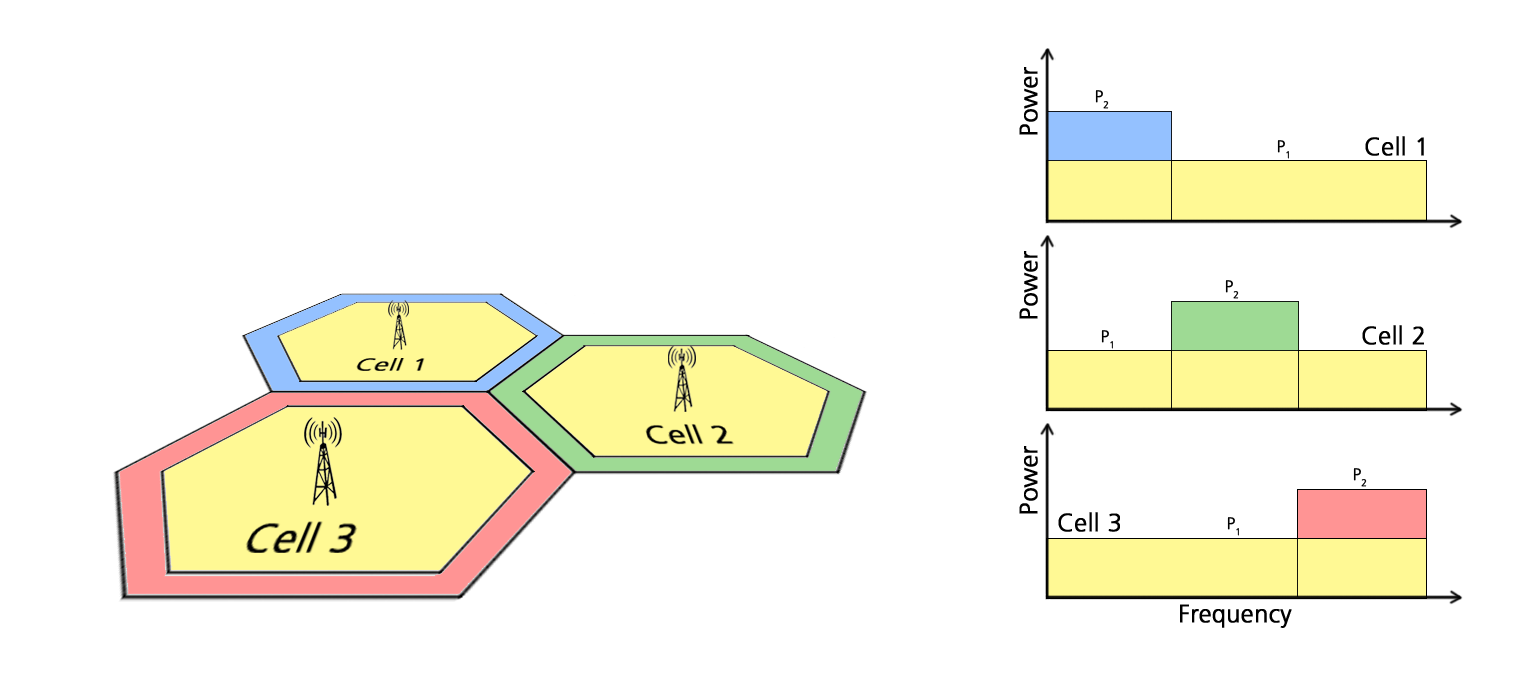 Cell 1
Cell 2
Cell 3
Power
P2
P1
Cell 1
Power
P1
P2
Cell 2
Power
Cell 3
P1
P2
Frequency